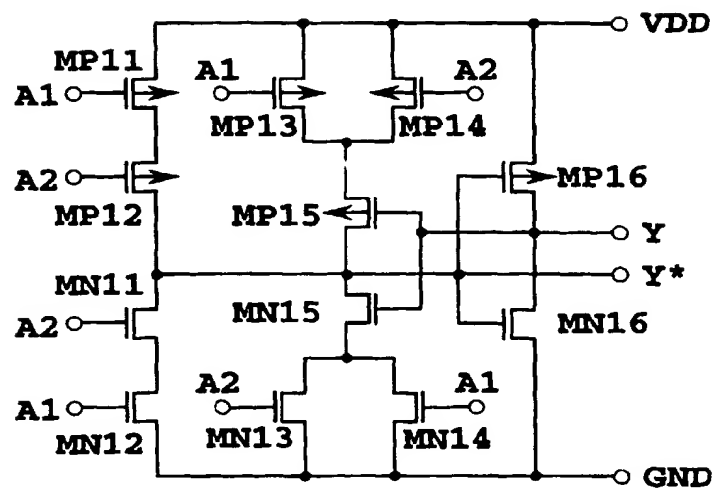 VDD
MP11
A1
A2
A1
MP13
MP14
A2
MP16
MP12
MP15
Y
MN11
Y*
MN15
A2
MN16
A2
A1
A1
MN13
MN14
MN12
GND